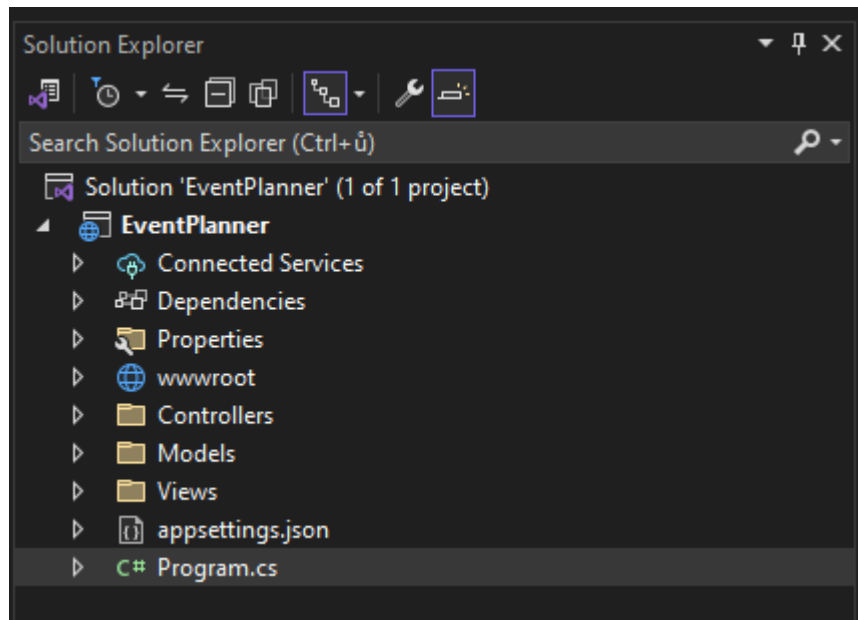 Solution Explorer
Search Solution Explorer (Ctrl+ů)
Solution 'EventPlanner' (1 of 1 project)
EventPlanner
Connected Services
Dependencies
Properties
wwwroot
Controllers
Models
Views
appsettings.json
C# Program.cs